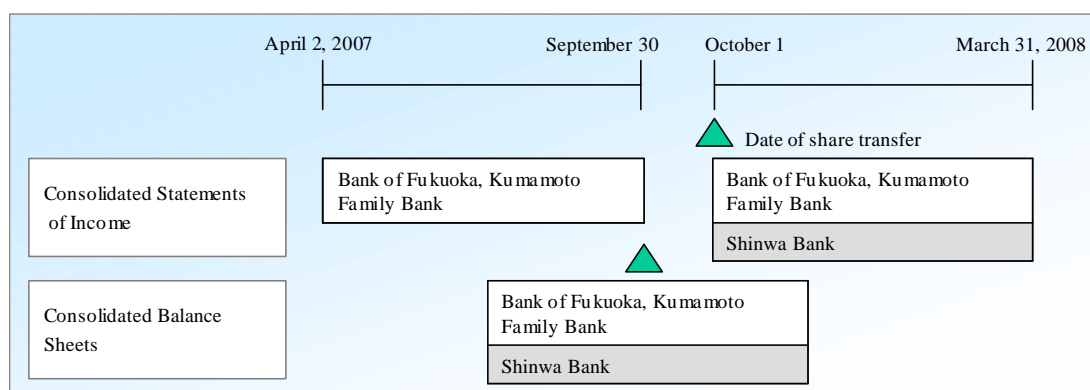 April 2, 2007
September 30
October 1
March 31, 2008
Date of share transfer
Consolidated Statements
of Income
Bank of Fukuoka, Kumamoto
Family Bank
Bank of Fukuoka, Kumamoto
Family Bank
Shinwa Bank
Consolidated Balance
Sheets
Bank of Fukuoka, Kumamoto
Family Bank
Shinwa Bank